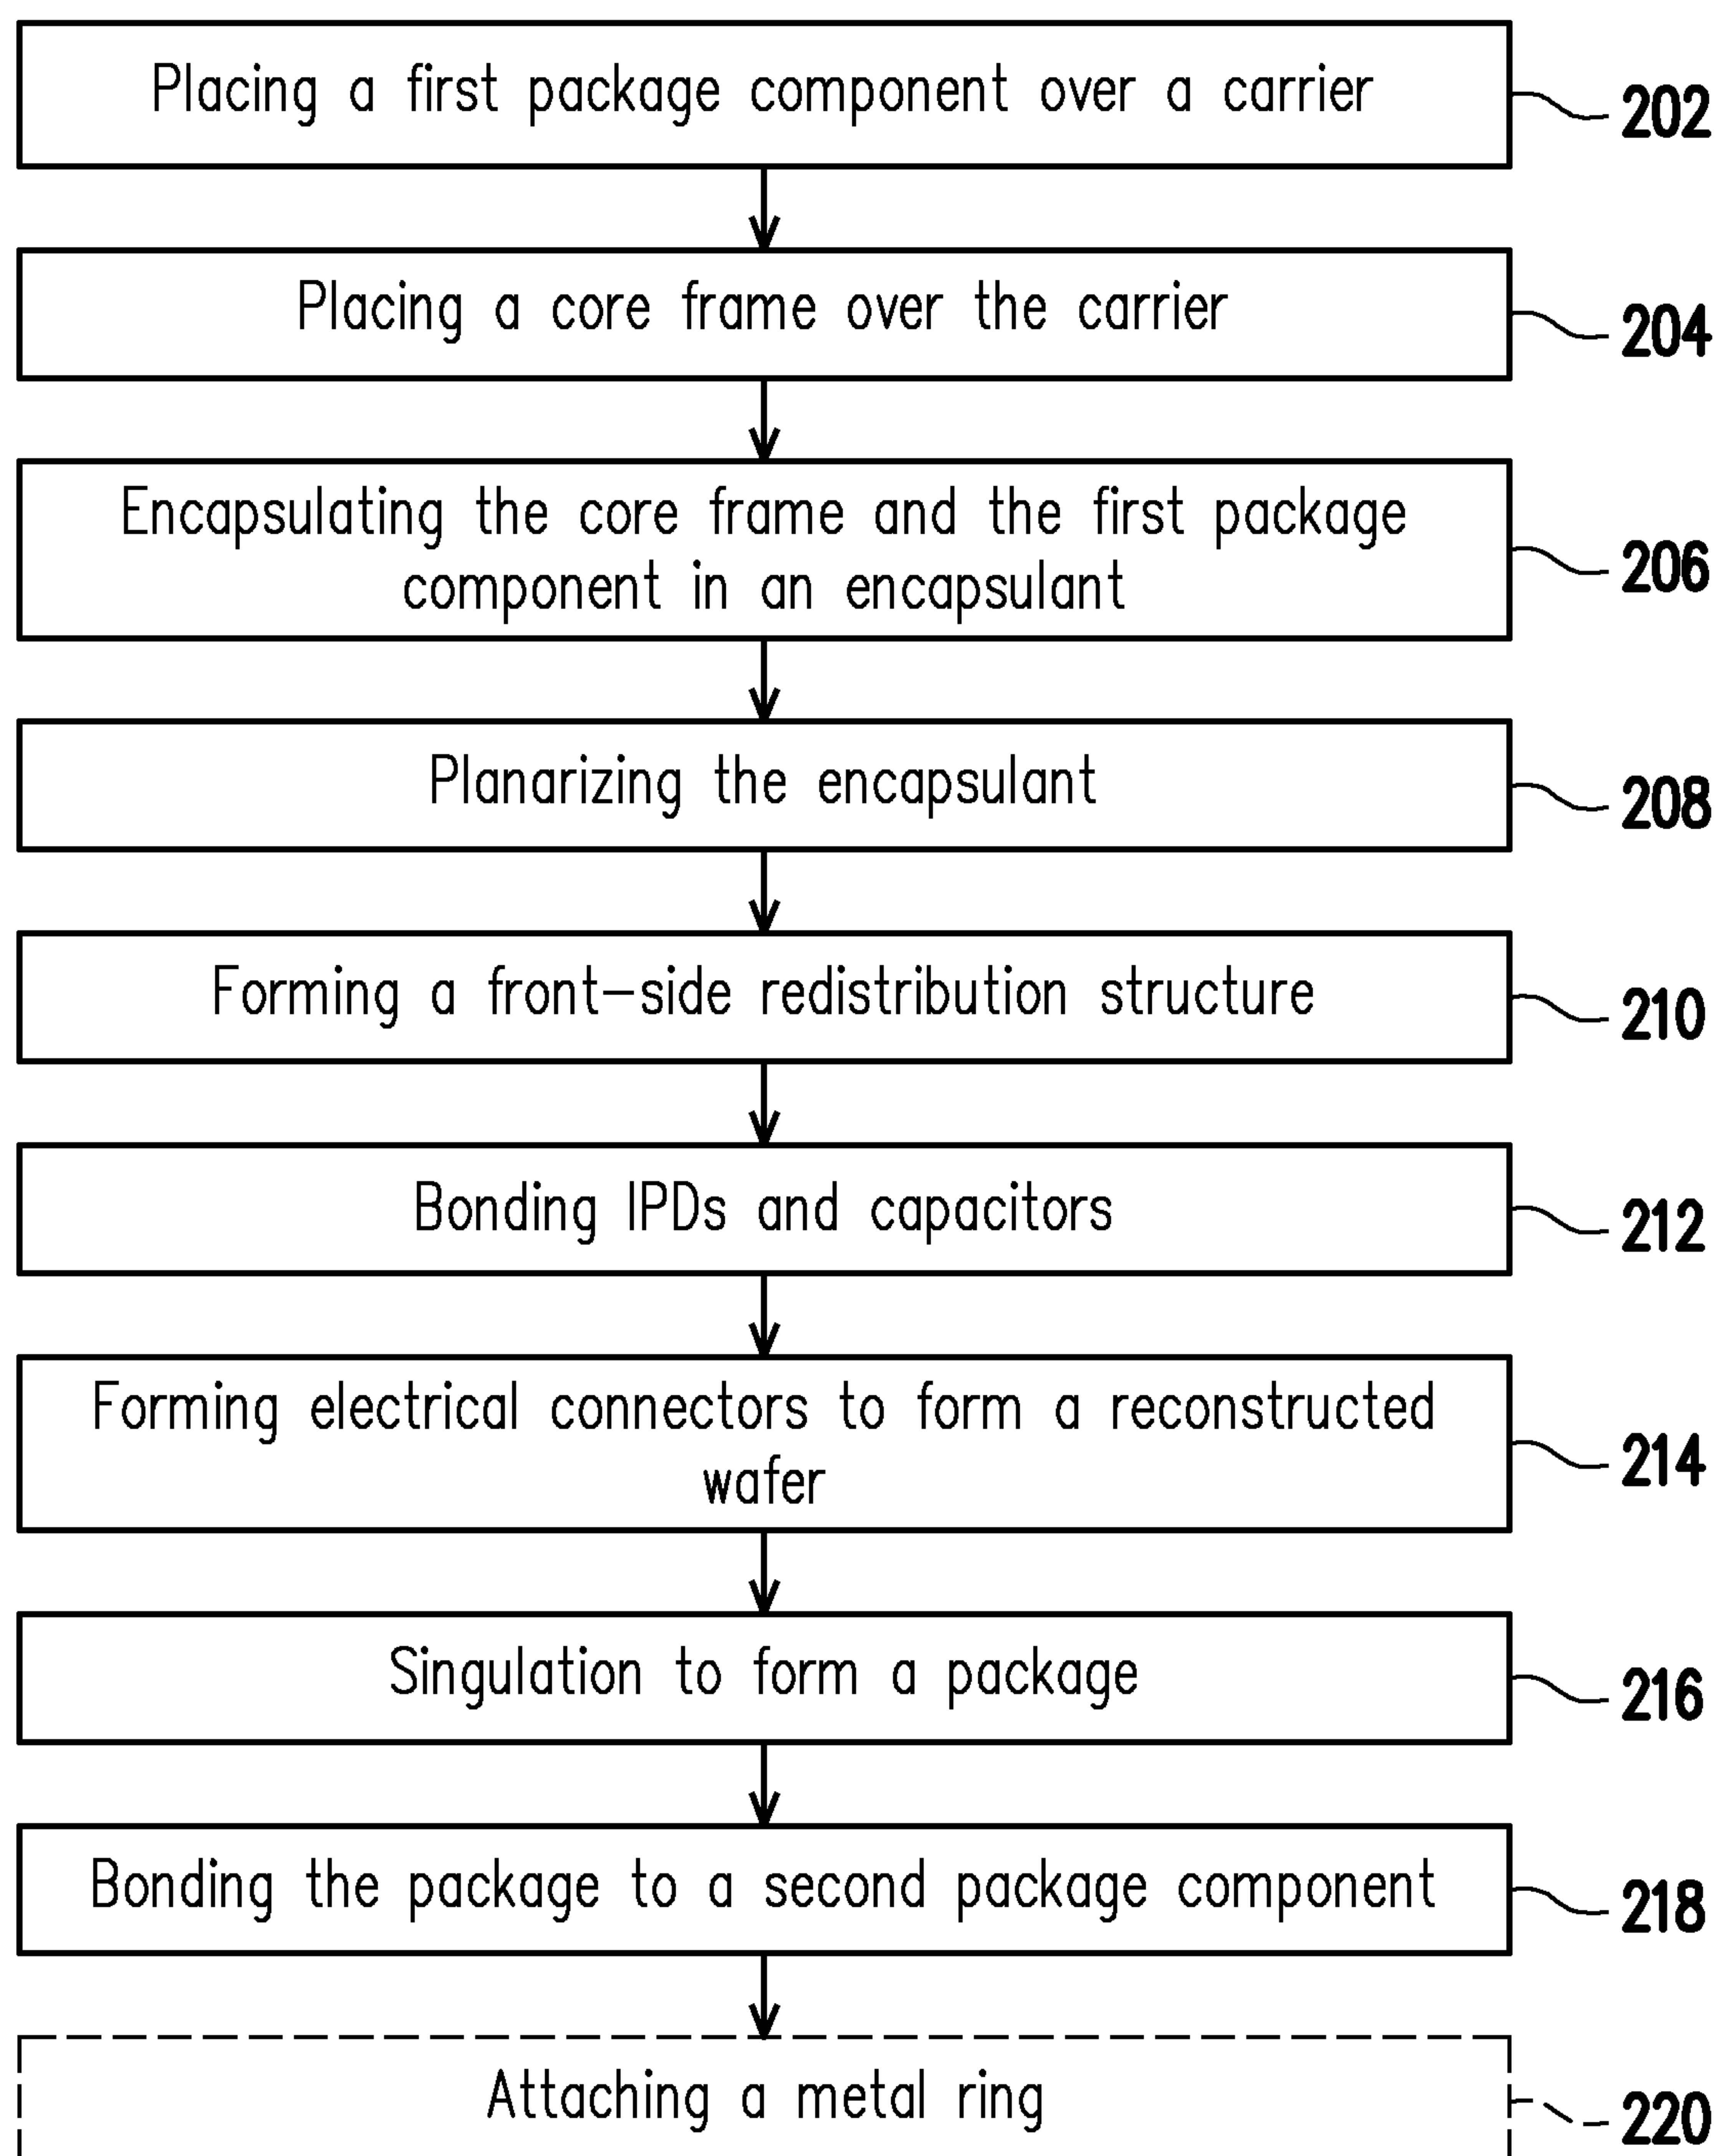 Placing a first package component over a carrier
202
Placing a core frame over the carrier
204
Encapsulating the core frame and the first package
component in an encapsulant
206
Planarizing the encapsulant
208
Forming a front-side redistribution structure
210
Bonding IPDs and capacitors
212
Forming electrical connectors to form a reconstructed
wafer
214
Singulation to form a package
216
Bonding the package to a second package component
218
Attaching a metal ring
220